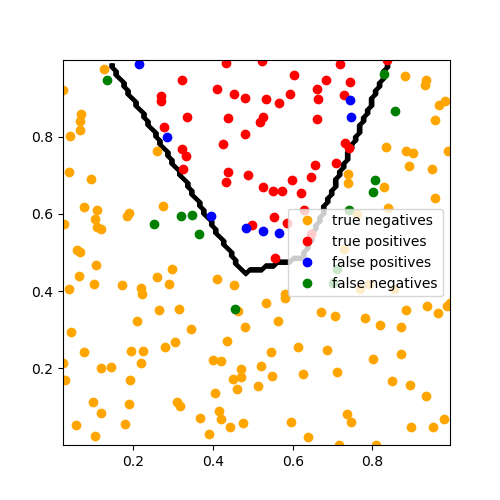 0.8
0.6
0.4
0.2
true negatives
true positives
false positives
false negatives
0.2 0.4 0.6 0.8